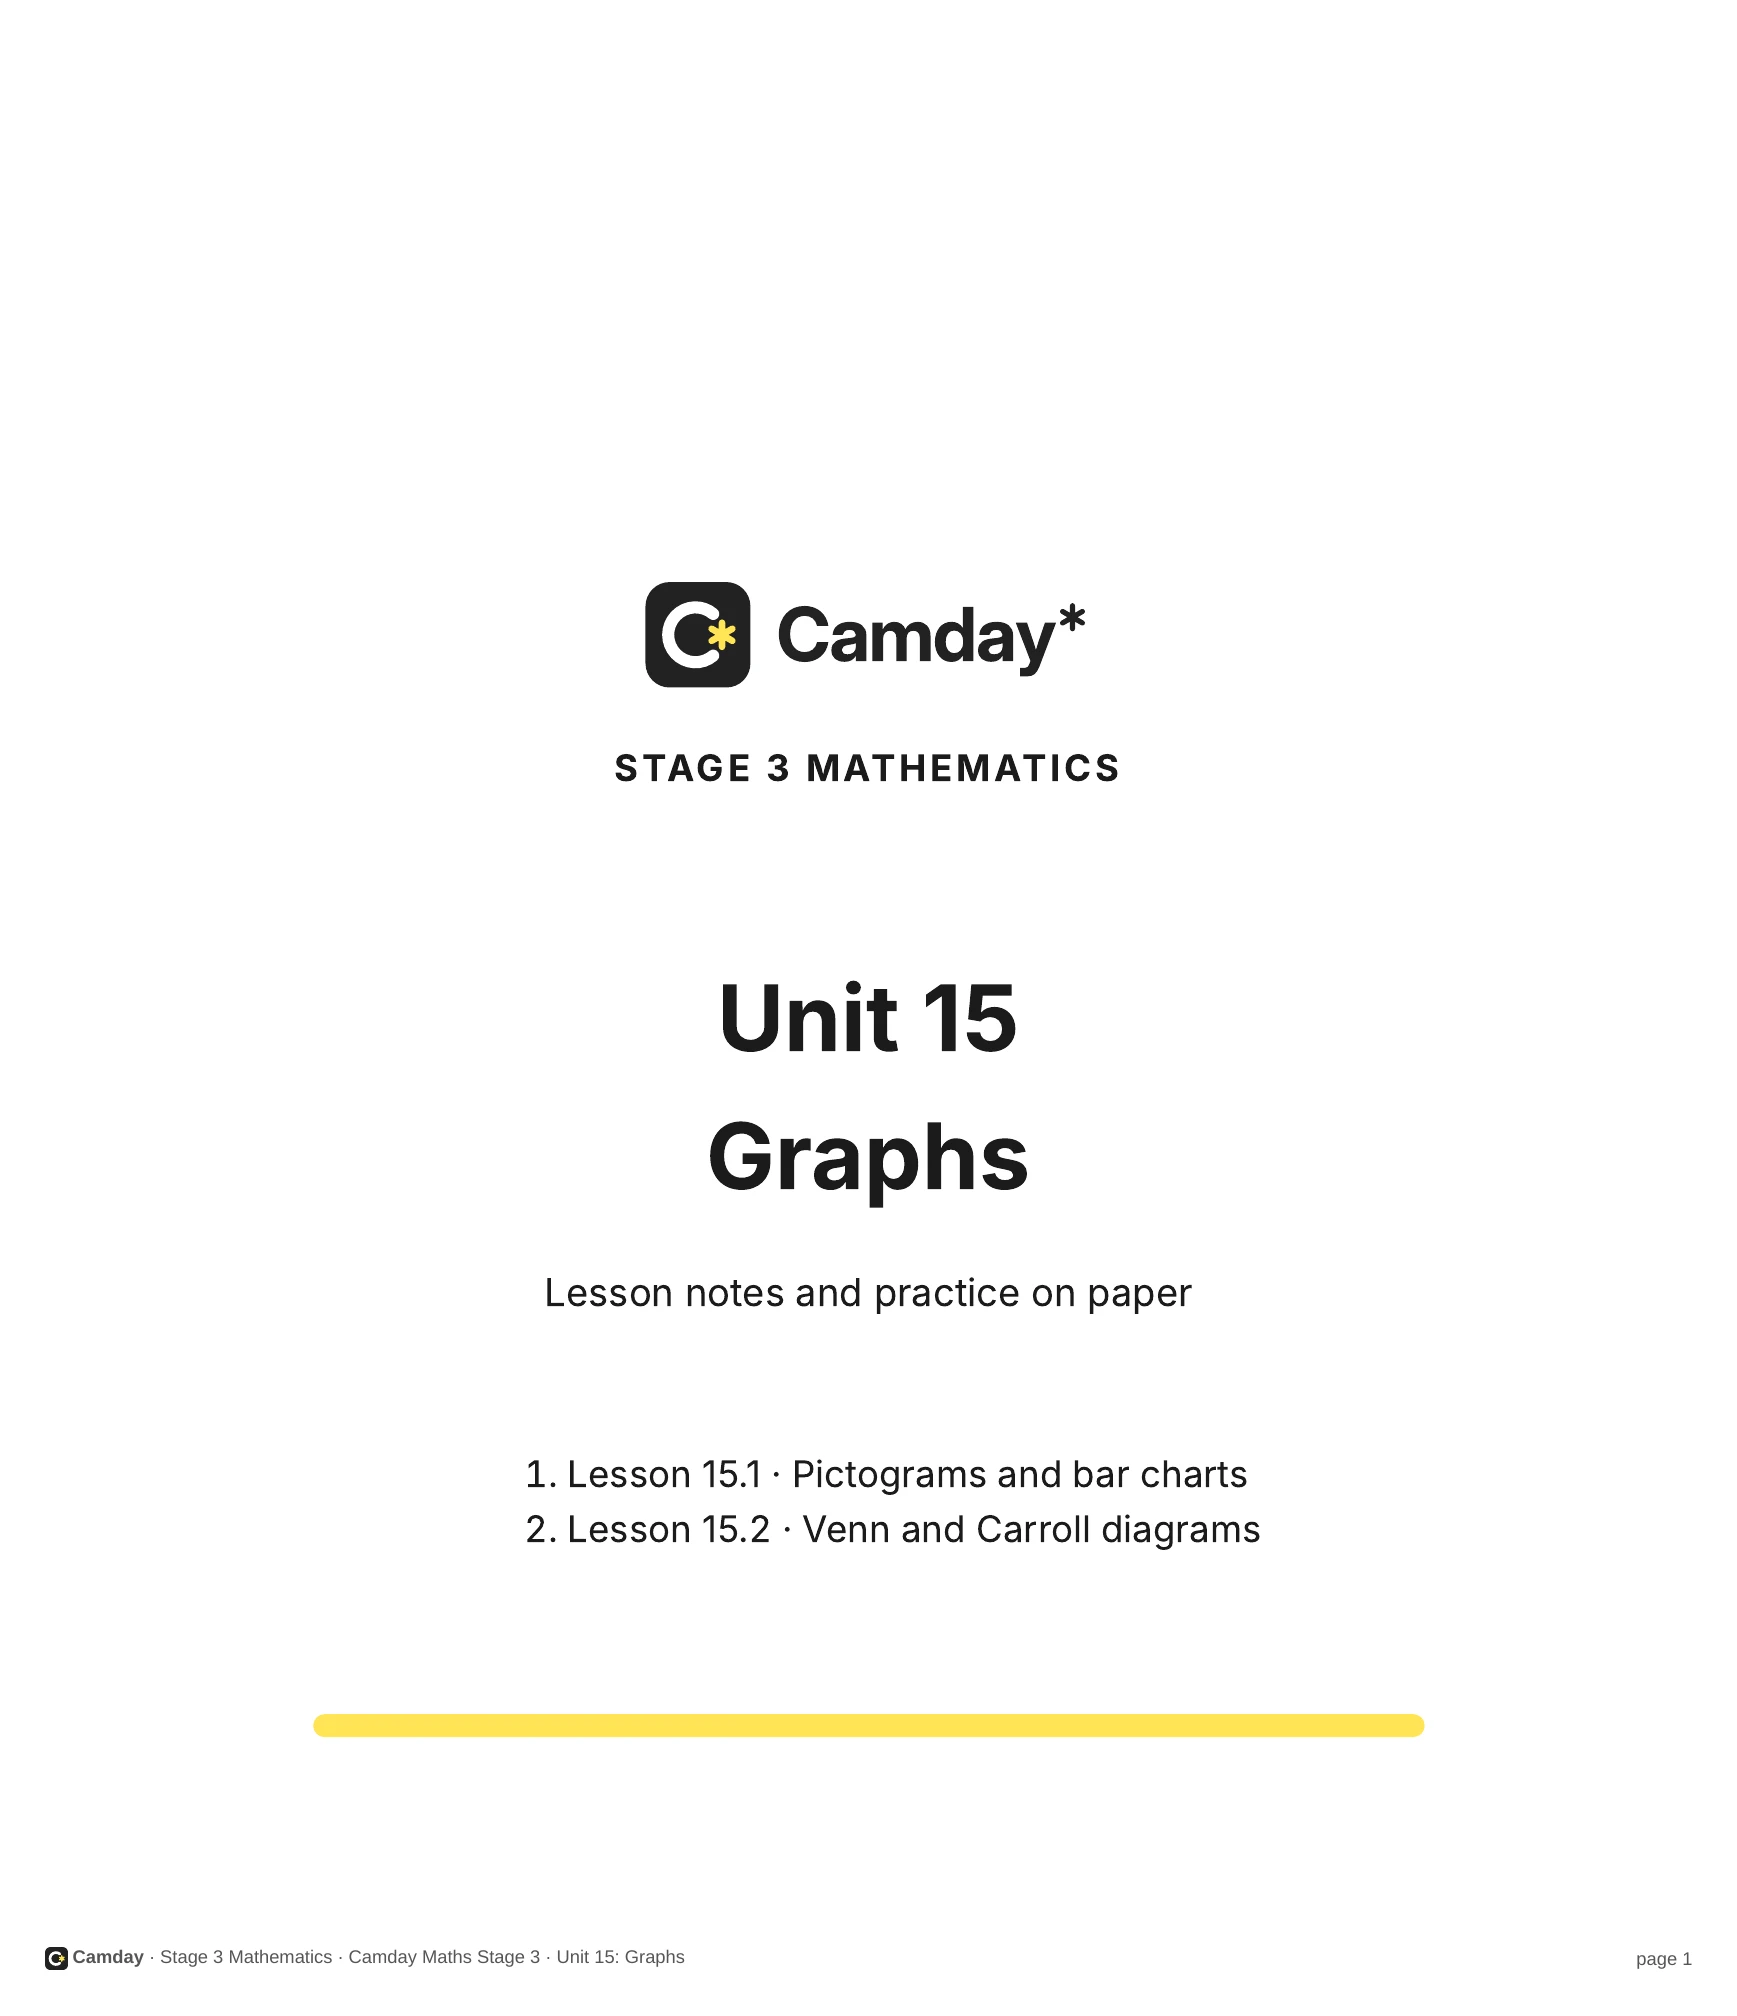 Camday*
STAGE 3 MATHEMATICS
Unit 15
Graphs
Lesson notes and practice on paper
1. Lesson 15.1 · Pictograms and bar charts
2. Lesson 15.2 · Venn and Carroll diagrams
Camday · Stage 3 Mathematics · Camday Maths Stage 3 · Unit 15: Graphs
page 1